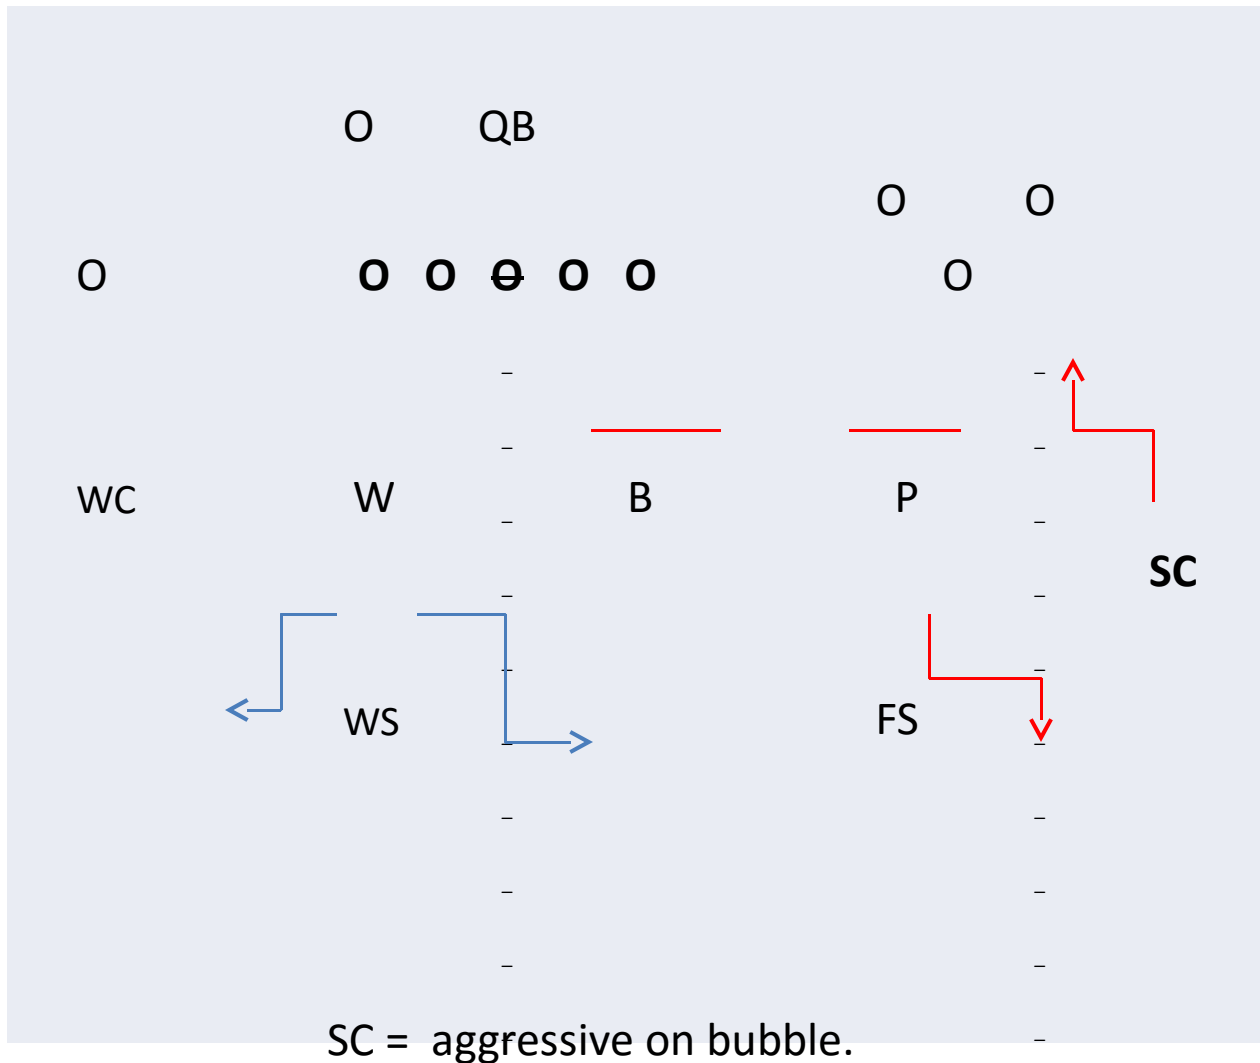 O QB
O O
O O O O O O O
WC W B P
SC
WS FS
SC = aggressive on bubble.